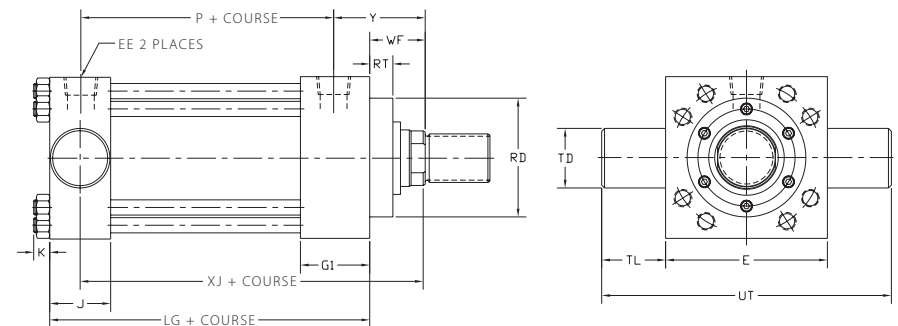 P + COURSE
Y
EE 2 PLACES
WF
RT
RD
TD
K
G1
TL
E
XJ + COURSE
J
UT
LG + COURSE